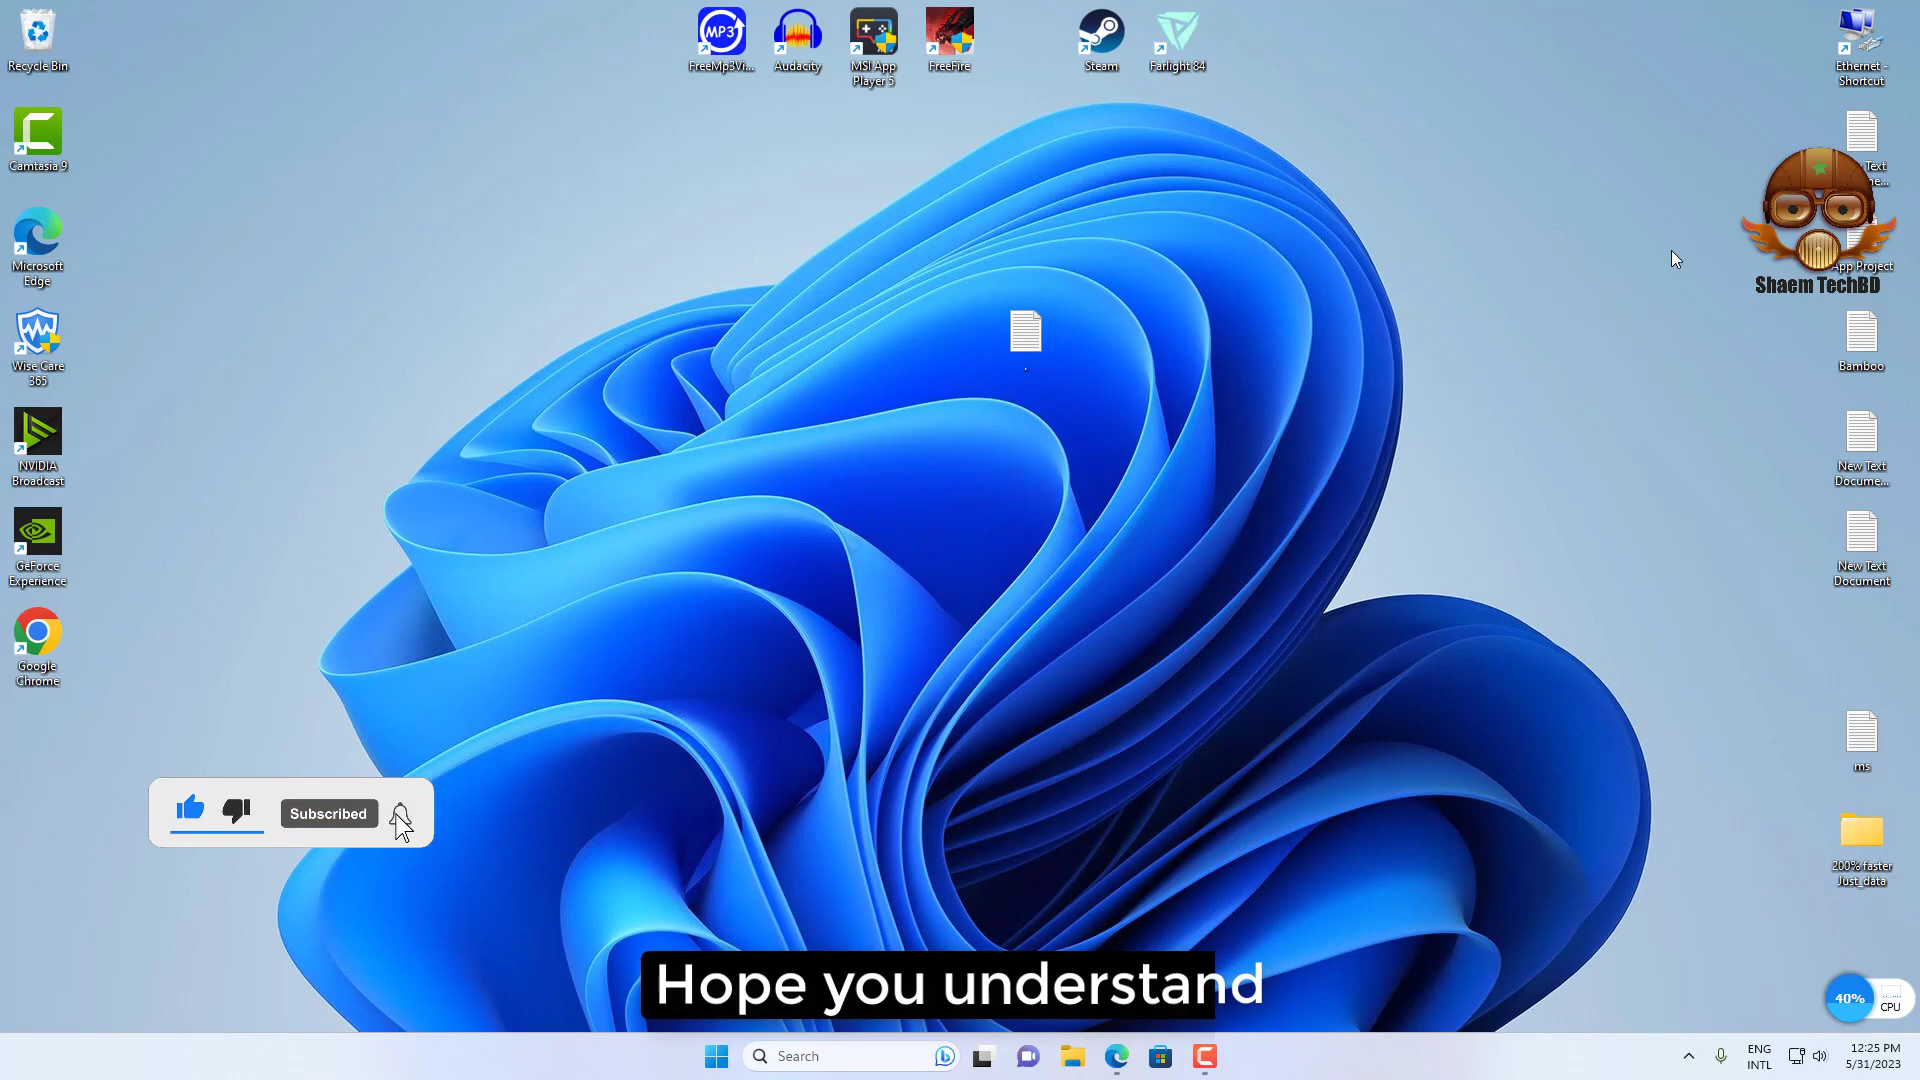 Recycle Bin
Camtasia 9
Microsoft
Edge
Wise Care
365
NVIDIA
Broadcast
GeForce
Experience
Google
Chrome
FreeMp3Vi...
MP3
Audacity
MSI App
Player 5
FreeFire
Steam
Farlight 84
Ethernet -
Shortcut
Text
...e...
App Project
Shaem TechBD
Bamboo
New Text
Docume...
New Text
Document
ms
200% faster
Just_data
Subscribed
Hope you understand
40%
CPU
Search
ENG
INTL
12:25 PM
5/31/2023